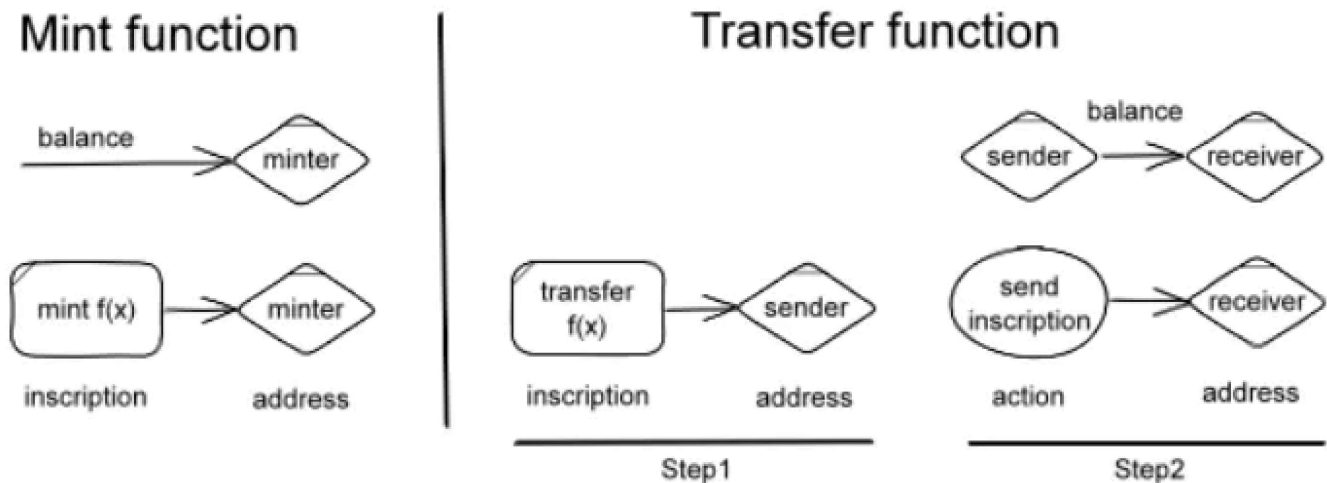 Mint function
balance
minter
mint f(x)
minter
inscription
address
Transfer function
transfer
f(x)
sender
inscription
address
Step1
balance
sender
receiver
send
inscription
receiver
action
address
Step2